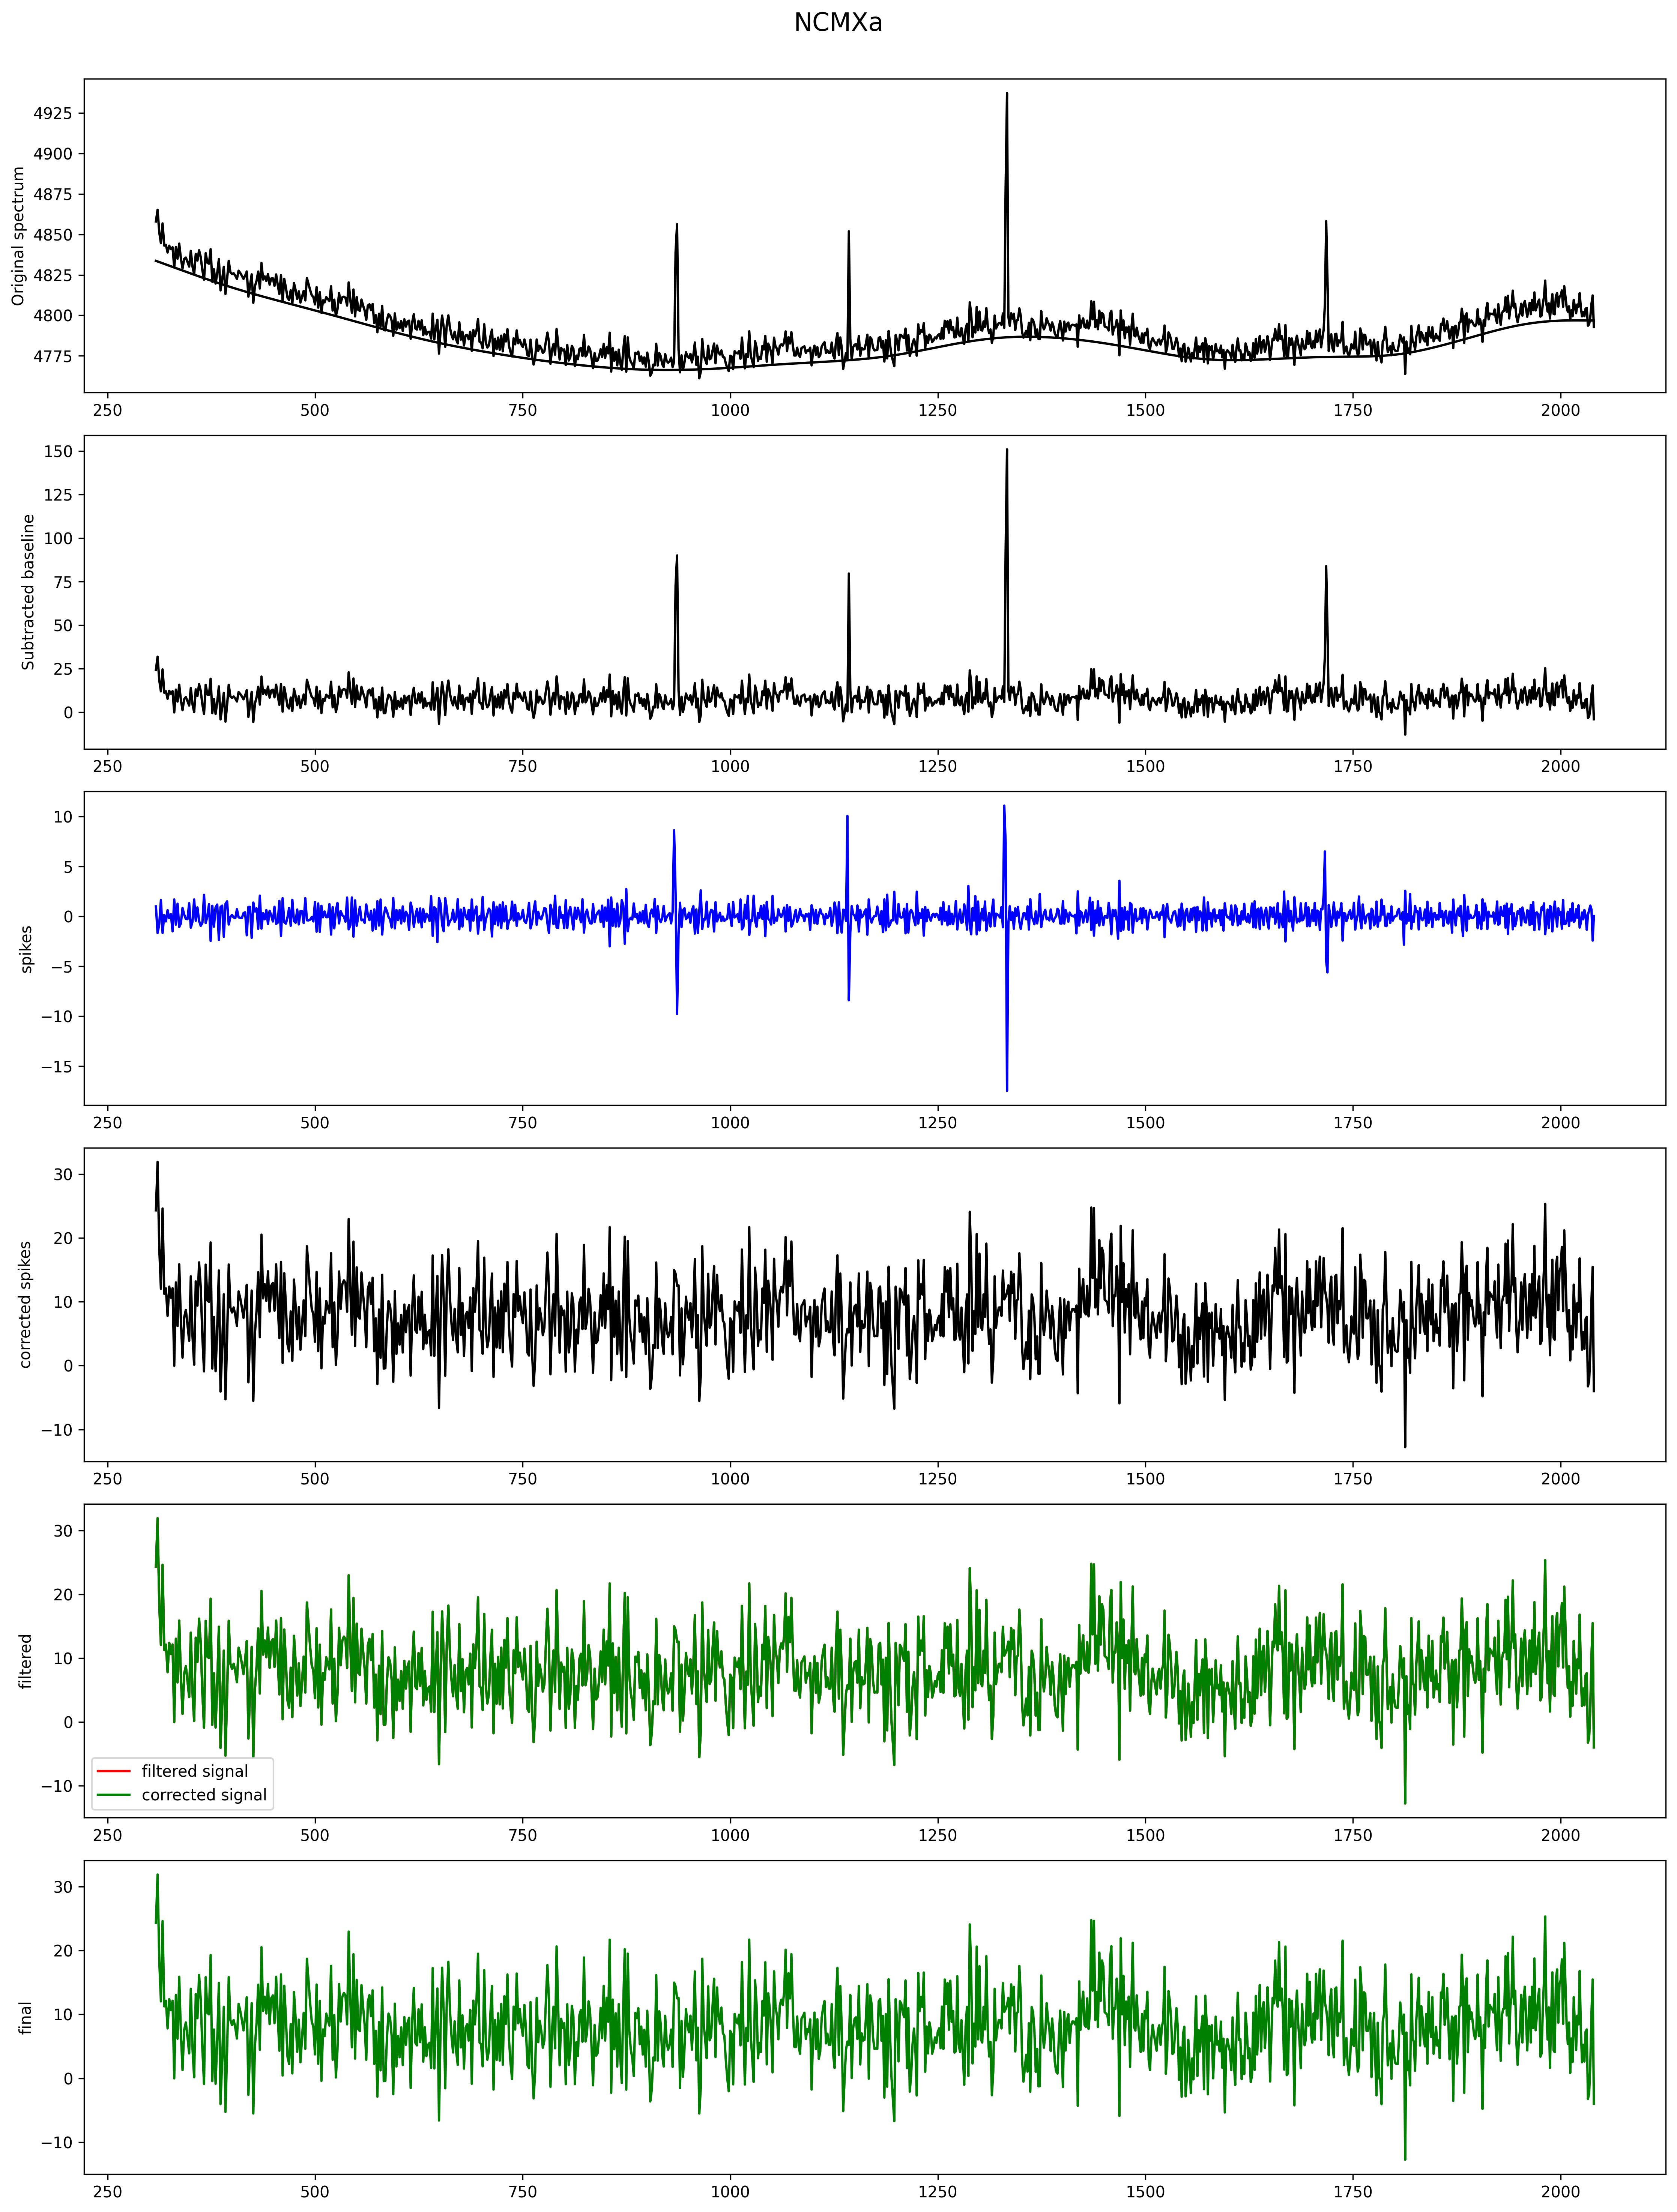 NCMXa
Original spectrum
4925
4900
4875
4850
4825
4800
4775
250 500 750 1000 1250 1500 1750 2000
Subtracted baseline
150
125
100
75
50
25
0
250 500 750 1000 1250 1500 1750 2000
spikes
10
5
0
−5
−10
−15
250 500 750 1000 1250 1500 1750 2000
corrected spikes
30
20
10
0
−10
250 500 750 1000 1250 1500 1750 2000
filtered
30
20
10
0
−10
filtered signal
corrected signal
250 500 750 1000 1250 1500 1750 2000
final
30
20
10
0
−10
250 500 750 1000 1250 1500 1750 2000